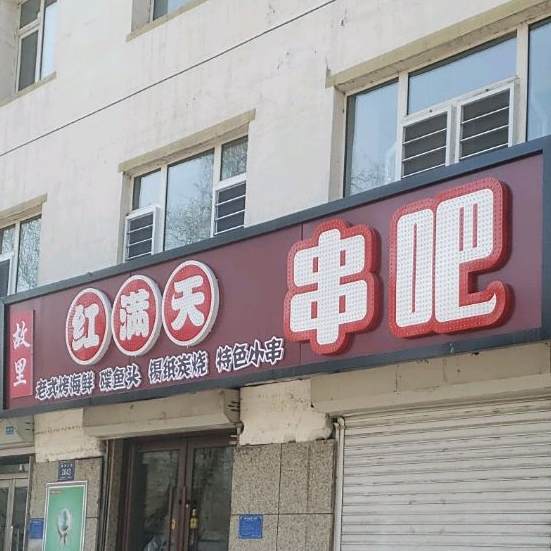 故里
红满天
串吧
老式烤海鲜 碟鱼头 锡纸炭烧 特色小串